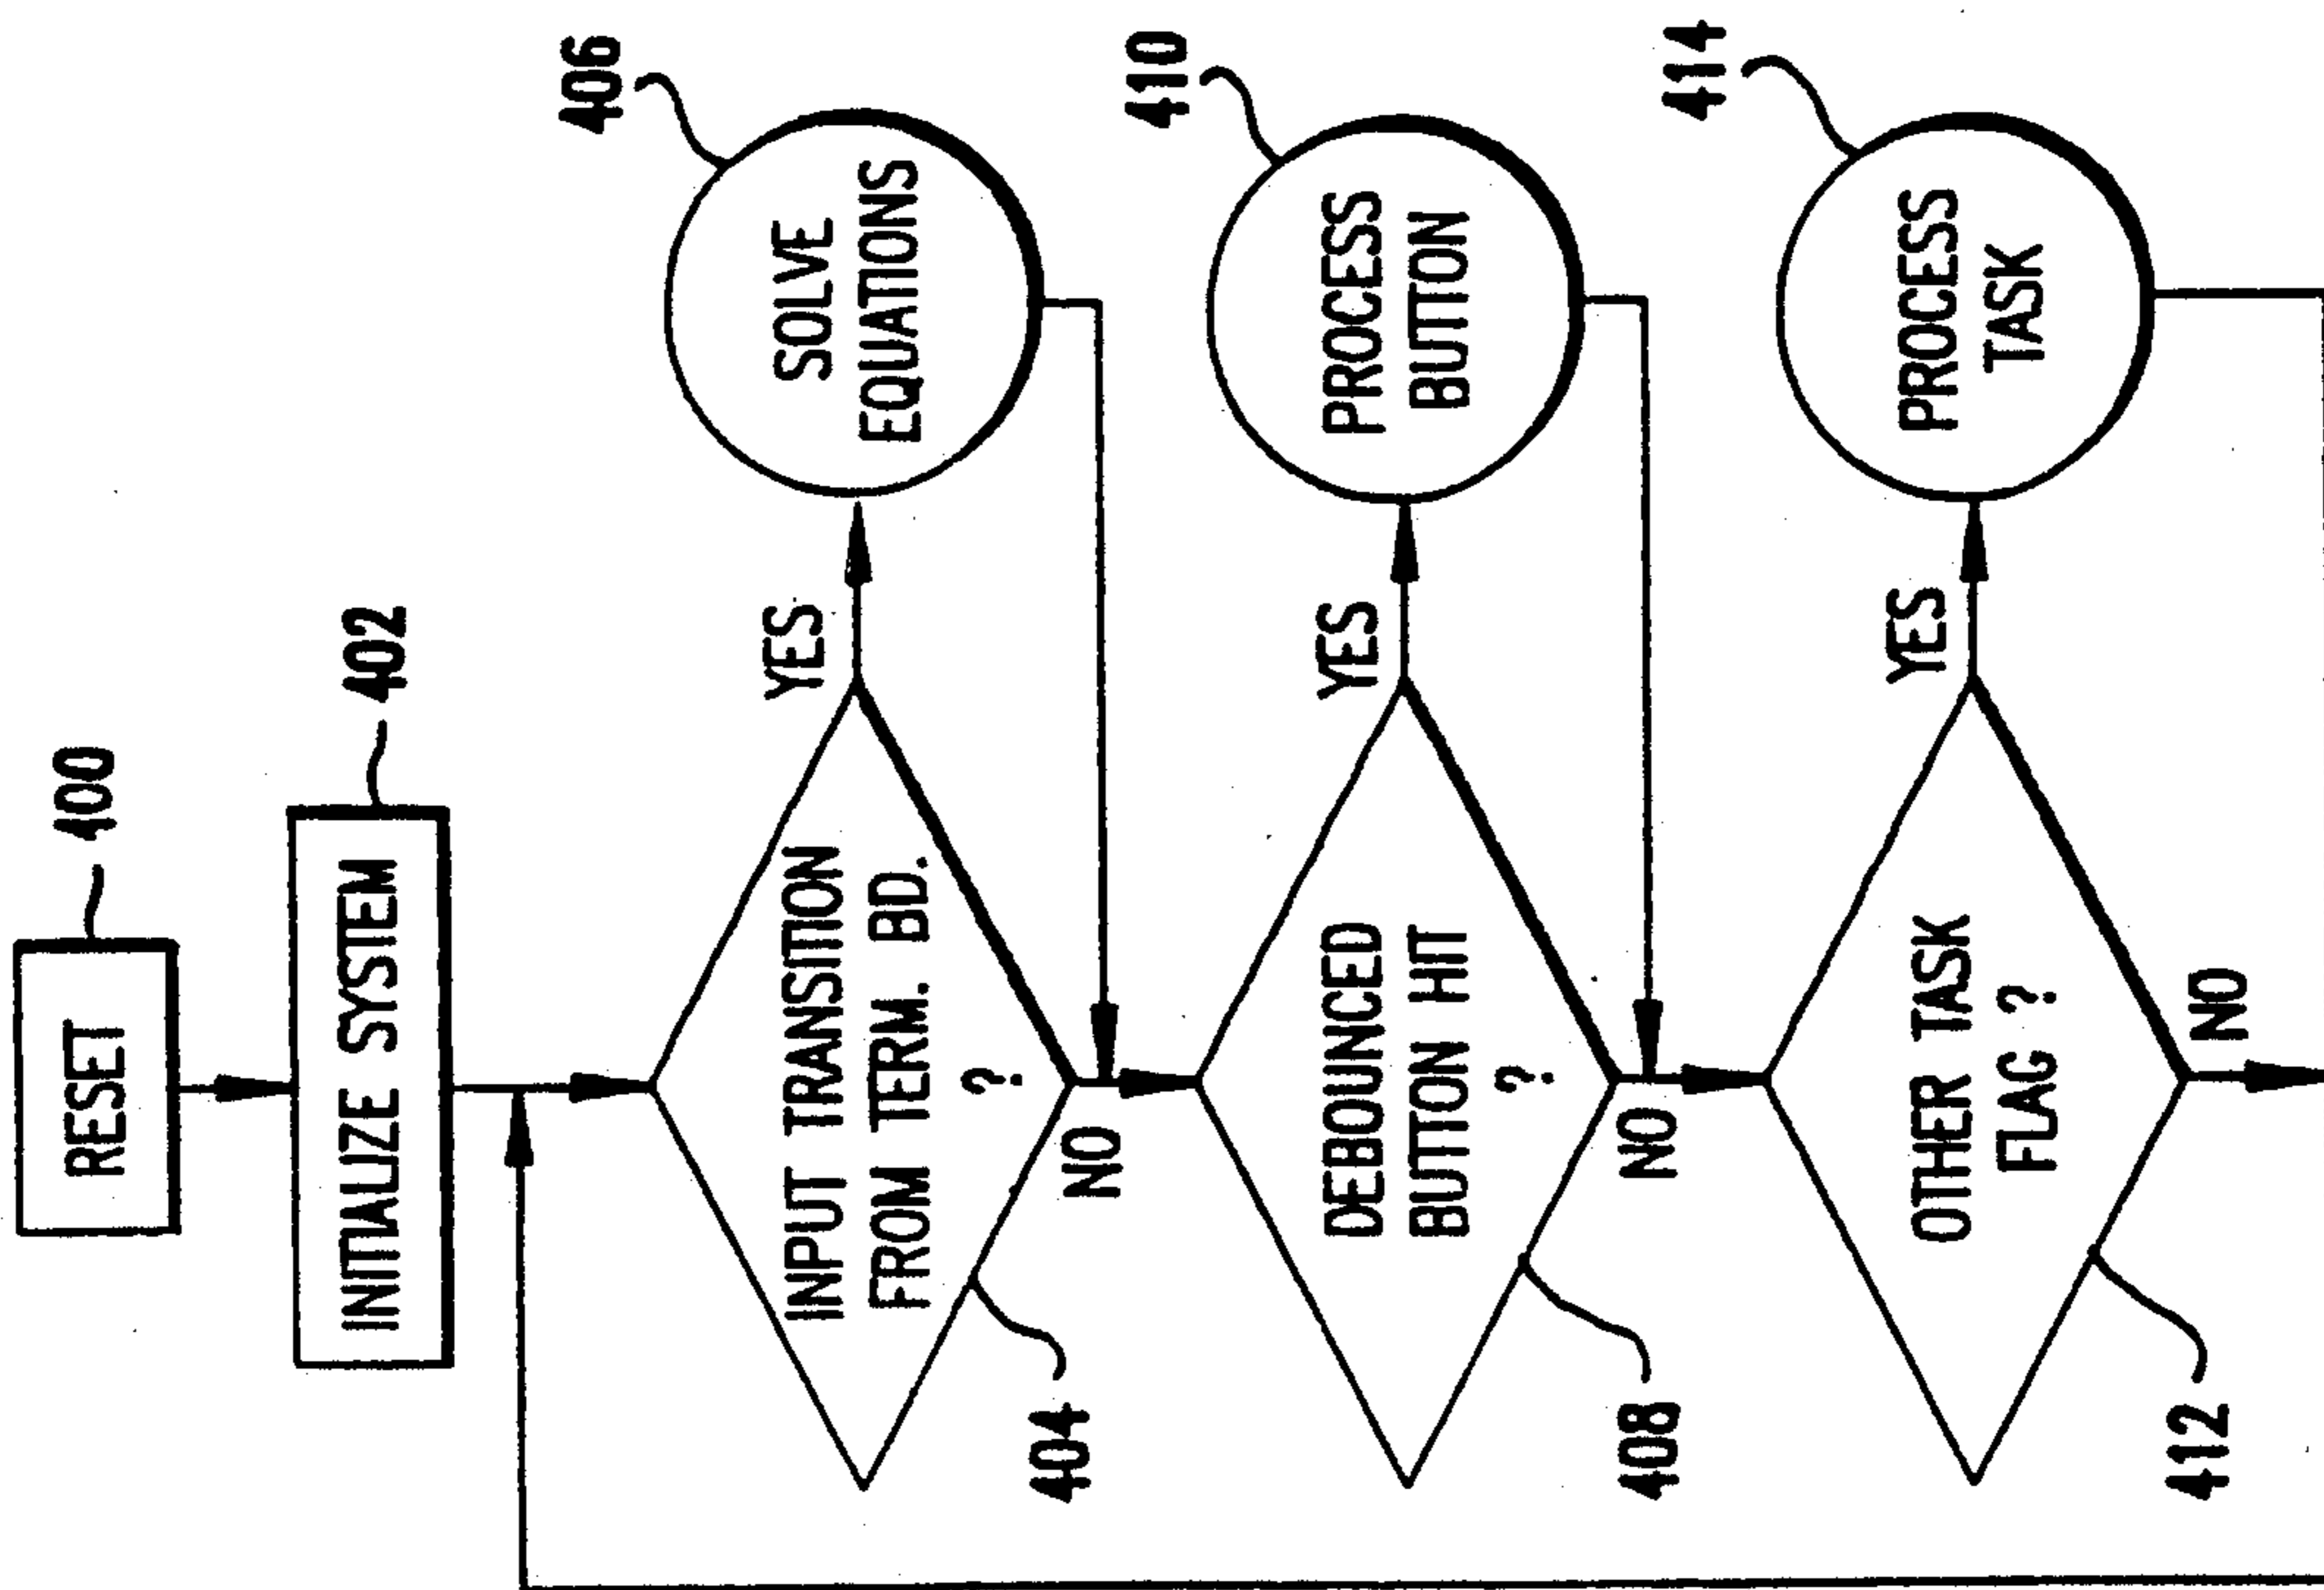 400
RESET
402
INITIALIZE SYSTEM
INPUT TRANSITION
FROM TERM. BD.
?
404
YES
NO
406
SOLVE
EQUATIONS
DEBOUNCED
BUTTON HIT
?
408
YES
NO
410
PROCESS
BUTTON
OTHER TASK
FLAG ?
412
YES
NO
414
PROCESS
TASK